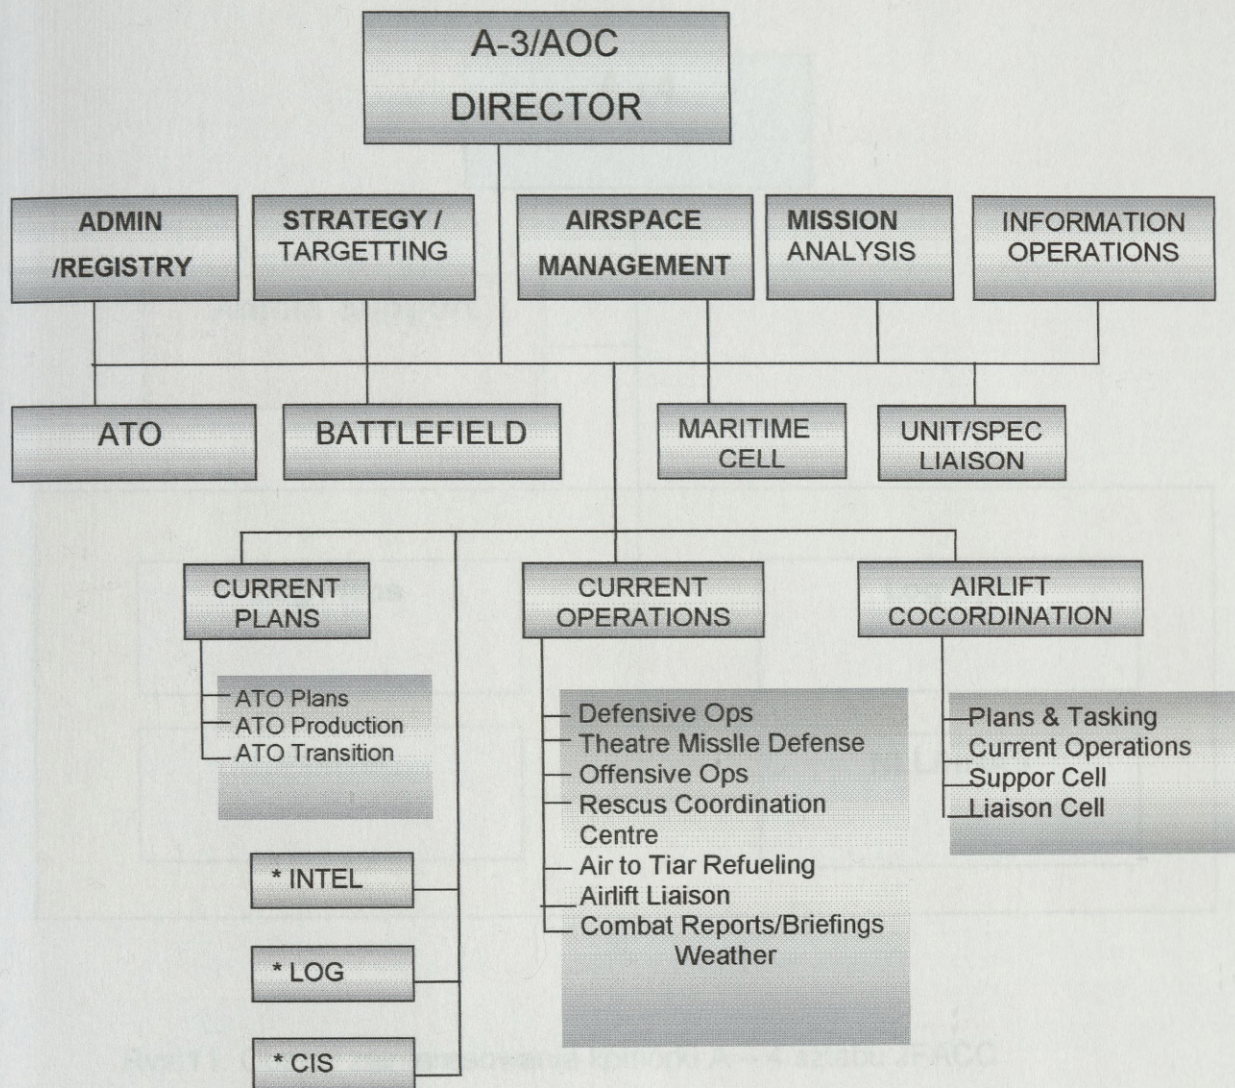 A-3/AOC
DIRECTOR
ADMIN
/REGISTRY
STRATEGY /
TARGETTING
AIRSPACE
MANAGEMENT
MISSION
ANALYSIS
INFORMATION
OPERATIONS
ATO
BATTLEFIELD
MARITIME
CELL
UNIT/SPEC
LIAISON
CURRENT
PLANS
ATO Plans
ATO Production
ATO Transition
* INTEL
* LOG
* CIS
CURRENT
OPERATIONS
Defensive Ops
Theatre Misslle Defense
Offensive Ops
Rescus Coordination
Centre
Air to Tiar Refueling
Airlift Liaison
Combat Reports/Briefings
Weather
AIRLIFT
COCORDINATION
Plans & Tasking
Current Operations
Suppor Cell
Liaison Cell